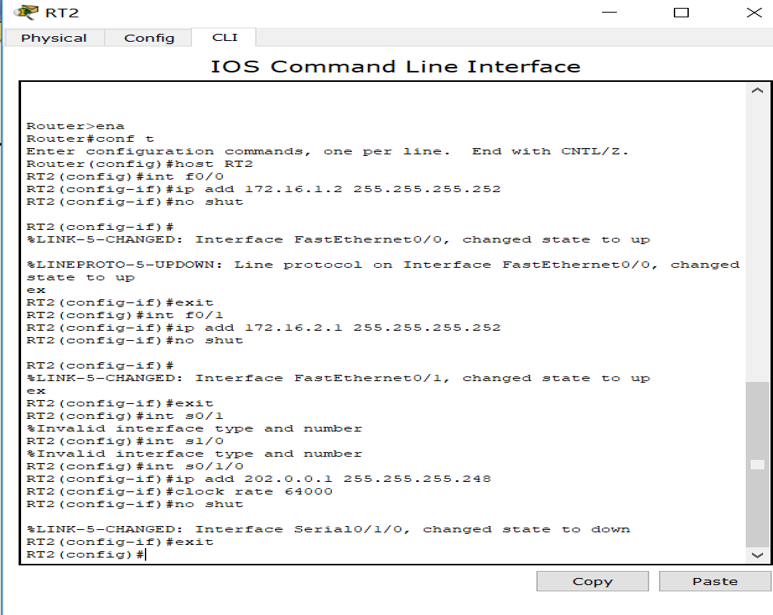 RT2
Physical Config CLI
IOS Command Line Interface
Router>ena
Router#conf t
Enter configuration commands, one per line.  End with CNTL/Z.
Router(config)#host RT2
RT2(config)#int f0/0
RT2(config-if)#ip add 172.16.1.2 255.255.255.252
RT2(config-if)#no shut
RT2(config-if)#
%LINK-5-CHANGED: Interface FastEthernet0/0, changed state to up
%LINEPROTO-5-UPDOWN: Line protocol on Interface FastEthernet0/0, changed
state to up
ex
RT2(config-if)#exit
RT2(config)#int f0/1
RT2(config-if)#ip add 172.16.2.1 255.255.255.252
RT2(config-if)#no shut
RT2(config-if)#
%LINK-5-CHANGED: Interface FastEthernet0/1, changed state to up
ex
RT2(config-if)#exit
RT2(config)#int s0/1
%Invalid interface type and number
RT2(config)#int s1/0
%Invalid interface type and number
RT2(config)#int s0/1/0
RT2(config-if)#ip add 202.0.0.1 255.255.255.248
RT2(config-if)#clock rate 64000
RT2(config-if)#no shut
%LINK-5-CHANGED: Interface Serial0/1/0, changed state to down
RT2(config-if)#exit
RT2(config)#
Copy Paste